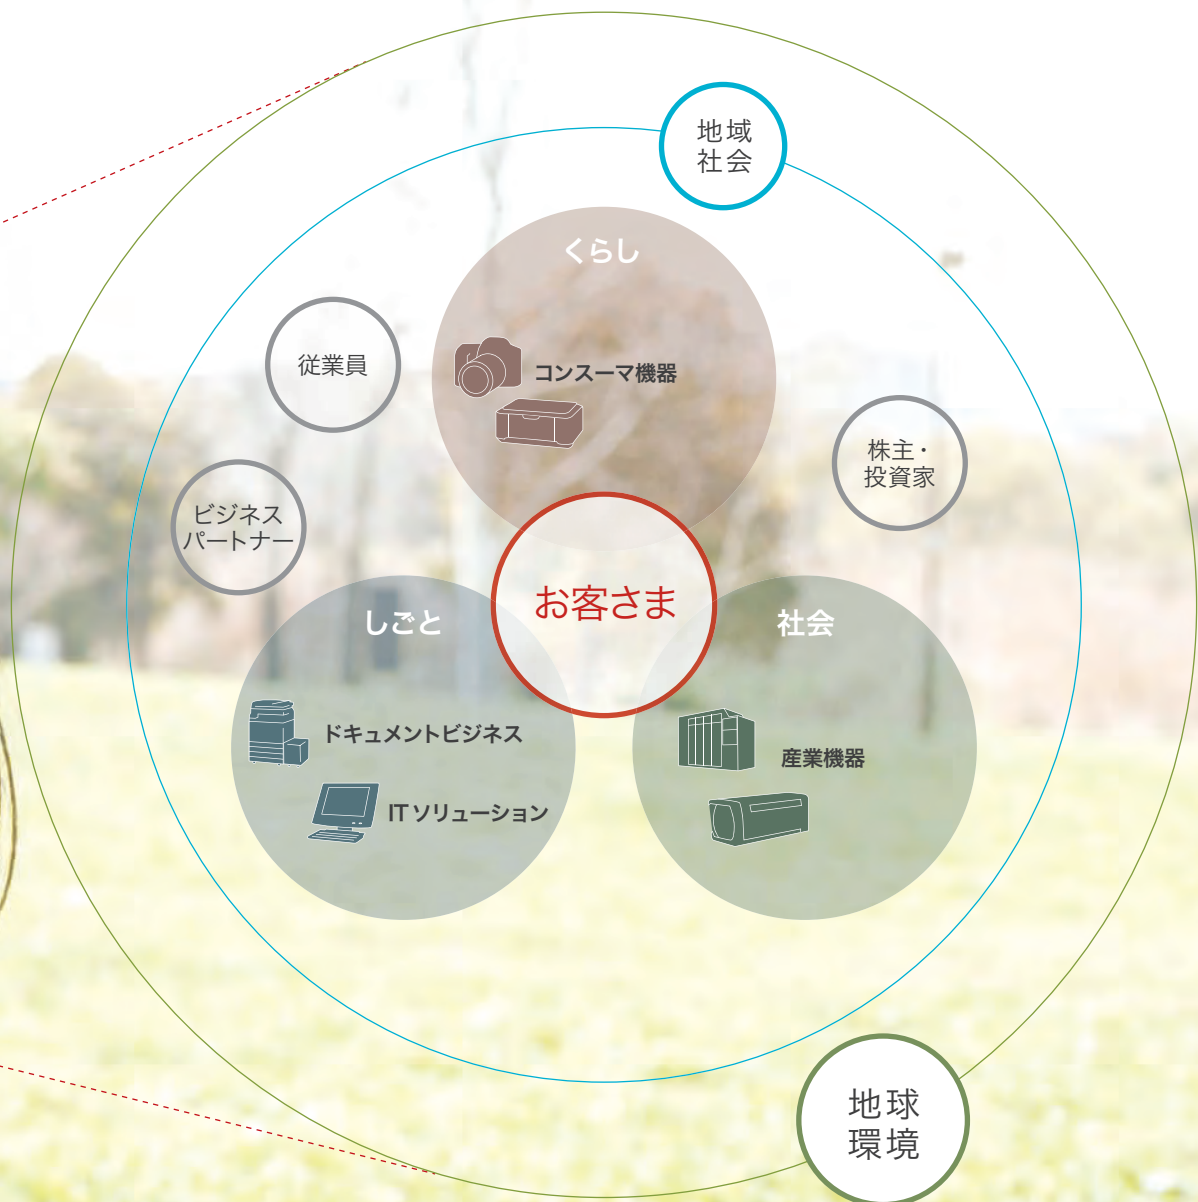 地域
社会
くらし
従業員
コンスーマ機器
株主・
投資家
ビジネス
パートナー
お客さま
しごと
社会
ドキュメントビジネス
産業機器
ITソリューション
地球
環境